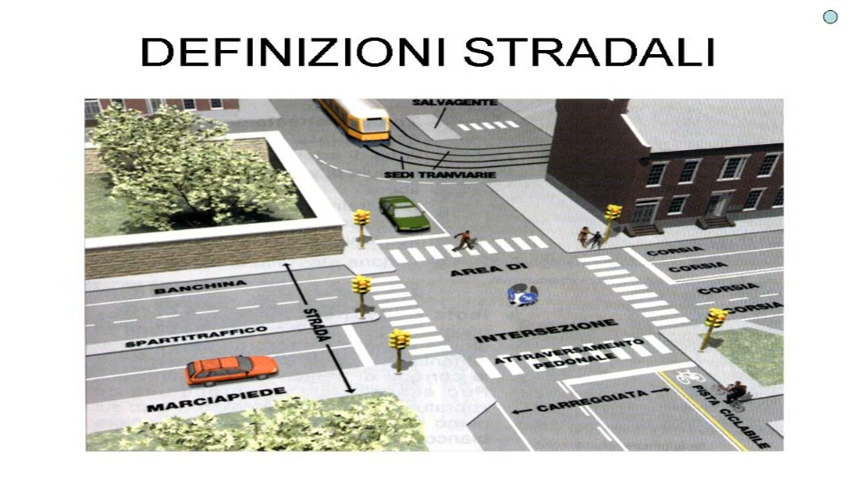 DEFINIZIONI STRADALI
SALVAGENTE
SEDI TRANVIARIE
AREA DI
INTERSEZIONE
CORSIA
CORSIA
CORSIA
CORSIA
BANCHINA
STRADA
SPARTITRAFFICO
ATTRAVERSAMENTO
PEDONALE
MARCIAPIEDE
CARREGGIATA
PISTA CICLABILE